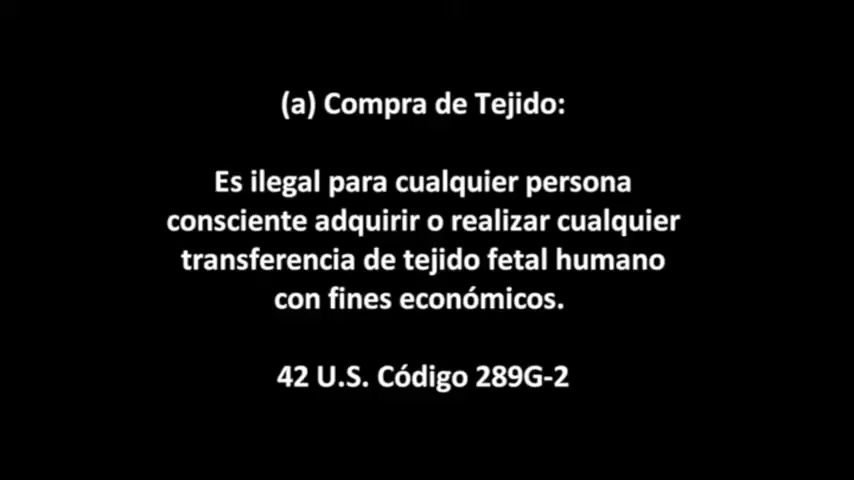 (a) Compra de Tejido:
Es ilegal para cualquier persona
consciente adquirir o realizar cualquier
transferencia de tejido fetal humano
con fines económicos.
42 U.S. Código 289G-2